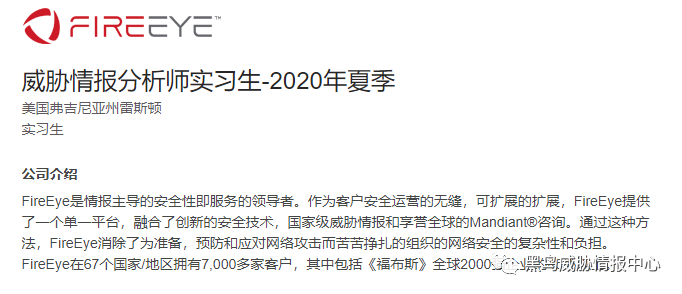 FIREEYE™
威胁情报分析师实习生-2020年夏季
美国弗吉尼亚州雷斯顿
实习生
公司介绍
FireEye是情报主导的安全性即服务的领导者。作为客户安全运营的无缝，可扩展的扩展，FireEye提供
了一个单一平台，融合了创新的安全技术，国家级威胁情报和享誉全球的Mandiant®咨询。通过这种方
法，FireEye消除了为准备，预防和应对网络攻击而苦苦挣扎的组织的网络安全的复杂性和负担。
FireEye在67个国家/地区拥有7,000多家客户，其中包括《福布斯》全球2000
黑鸟威胁情报中心